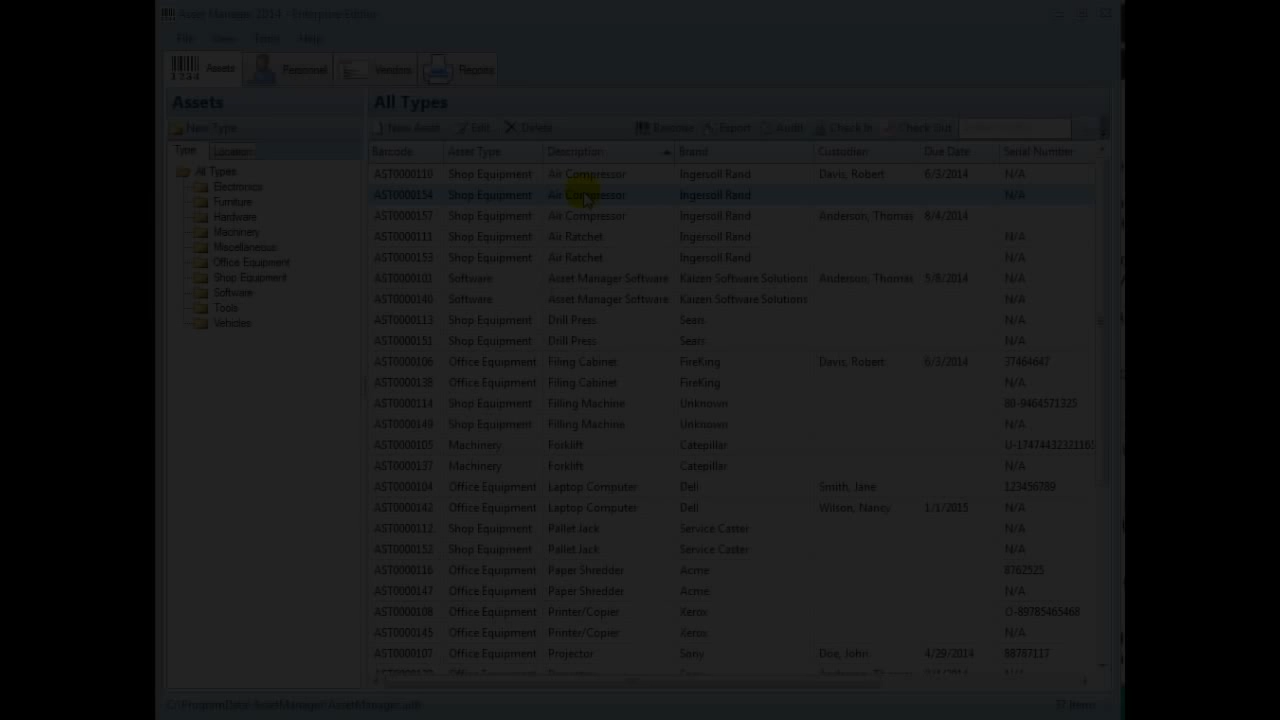 Asset Manager 2014 - Enterprise Edition
File View Tools Help
Assets Personnel Vendors Reports
Assets
New Type
Type Location
All Types
Electronics
Furniture
Hardware
Machinery
Miscellaneous
Office Equipment
Shop Equipment
Software
Tools
Vehicles
All Types
New Asset Edit Delete Barcode Export Audit Check In Check Out
Barcode Asset Type Description Brand Custodian Due Date Serial Number
AST0000110 Shop Equipment Air Compressor Ingersoll Rand Davis, Robert 6/3/2014 N/A
AST0000154 Shop Equipment Air Compressor Ingersoll Rand N/A
AST0000157 Shop Equipment Air Compressor Ingersoll Rand Anderson, Thomas 8/4/2014
AST0000111 Shop Equipment Air Ratchet Ingersoll Rand N/A
AST0000153 Shop Equipment Air Ratchet Ingersoll Rand N/A
AST0000101 Software Asset Manager Software Kaizen Software Solutions Anderson, Thomas 5/8/2014 N/A
AST0000140 Software Asset Manager Software Kaizen Software Solutions N/A
AST0000113 Shop Equipment Drill Press Sears N/A
AST0000151 Shop Equipment Drill Press Sears N/A
AST0000106 Office Equipment Filing Cabinet FireKing Davis, Robert 6/3/2014 37464647
AST0000138 Office Equipment Filing Cabinet FireKing N/A
AST0000114 Shop Equipment Filling Machine Unknown 80-9464571325
AST0000149 Shop Equipment Filling Machine Unknown N/A
AST0000105 Machinery Forklift Catepillar
AST0000137 Machinery Forklift Catepillar N/A
AST0000104 Office Equipment Laptop Computer Dell Smith, Jane 123456789
AST0000142 Office Equipment Laptop Computer Dell Wilson, Nancy 1/1/2015 N/A
AST0000112 Shop Equipment Pallet Jack Service Caster N/A
AST0000152 Shop Equipment Pallet Jack Service Caster N/A
AST0000116 Office Equipment Paper Shredder Acme 8762525
AST0000147 Office Equipment Paper Shredder Acme N/A
AST0000108 Office Equipment Printer/Copier Xerox O-89785465468
AST0000145 Office Equipment Printer/Copier Xerox N/A
AST0000107 Office Equipment Projector Sony Doe, John 4/29/2014 88787117
37 Items